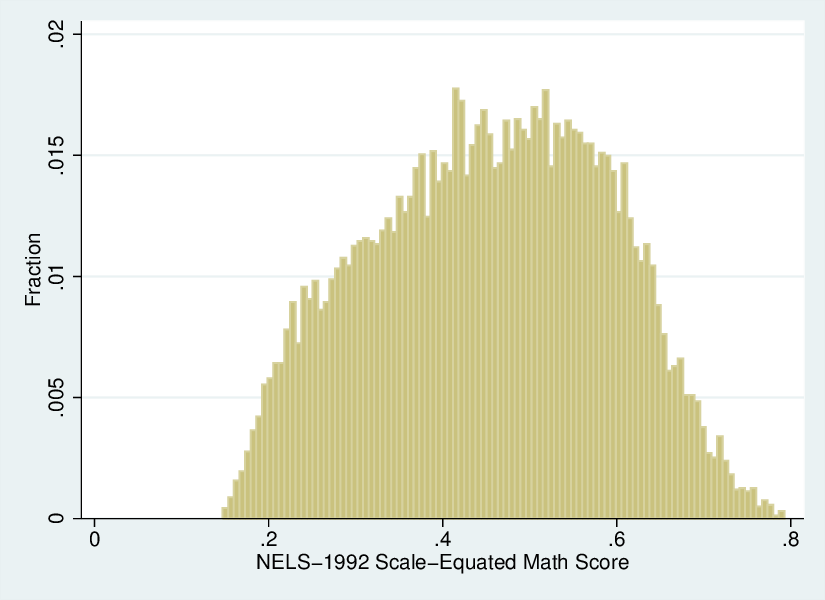 .02
.015
.01
.005
0
Fraction
0 .2 .4 .6 .8
NELS−1992 Scale−Equated Math Score